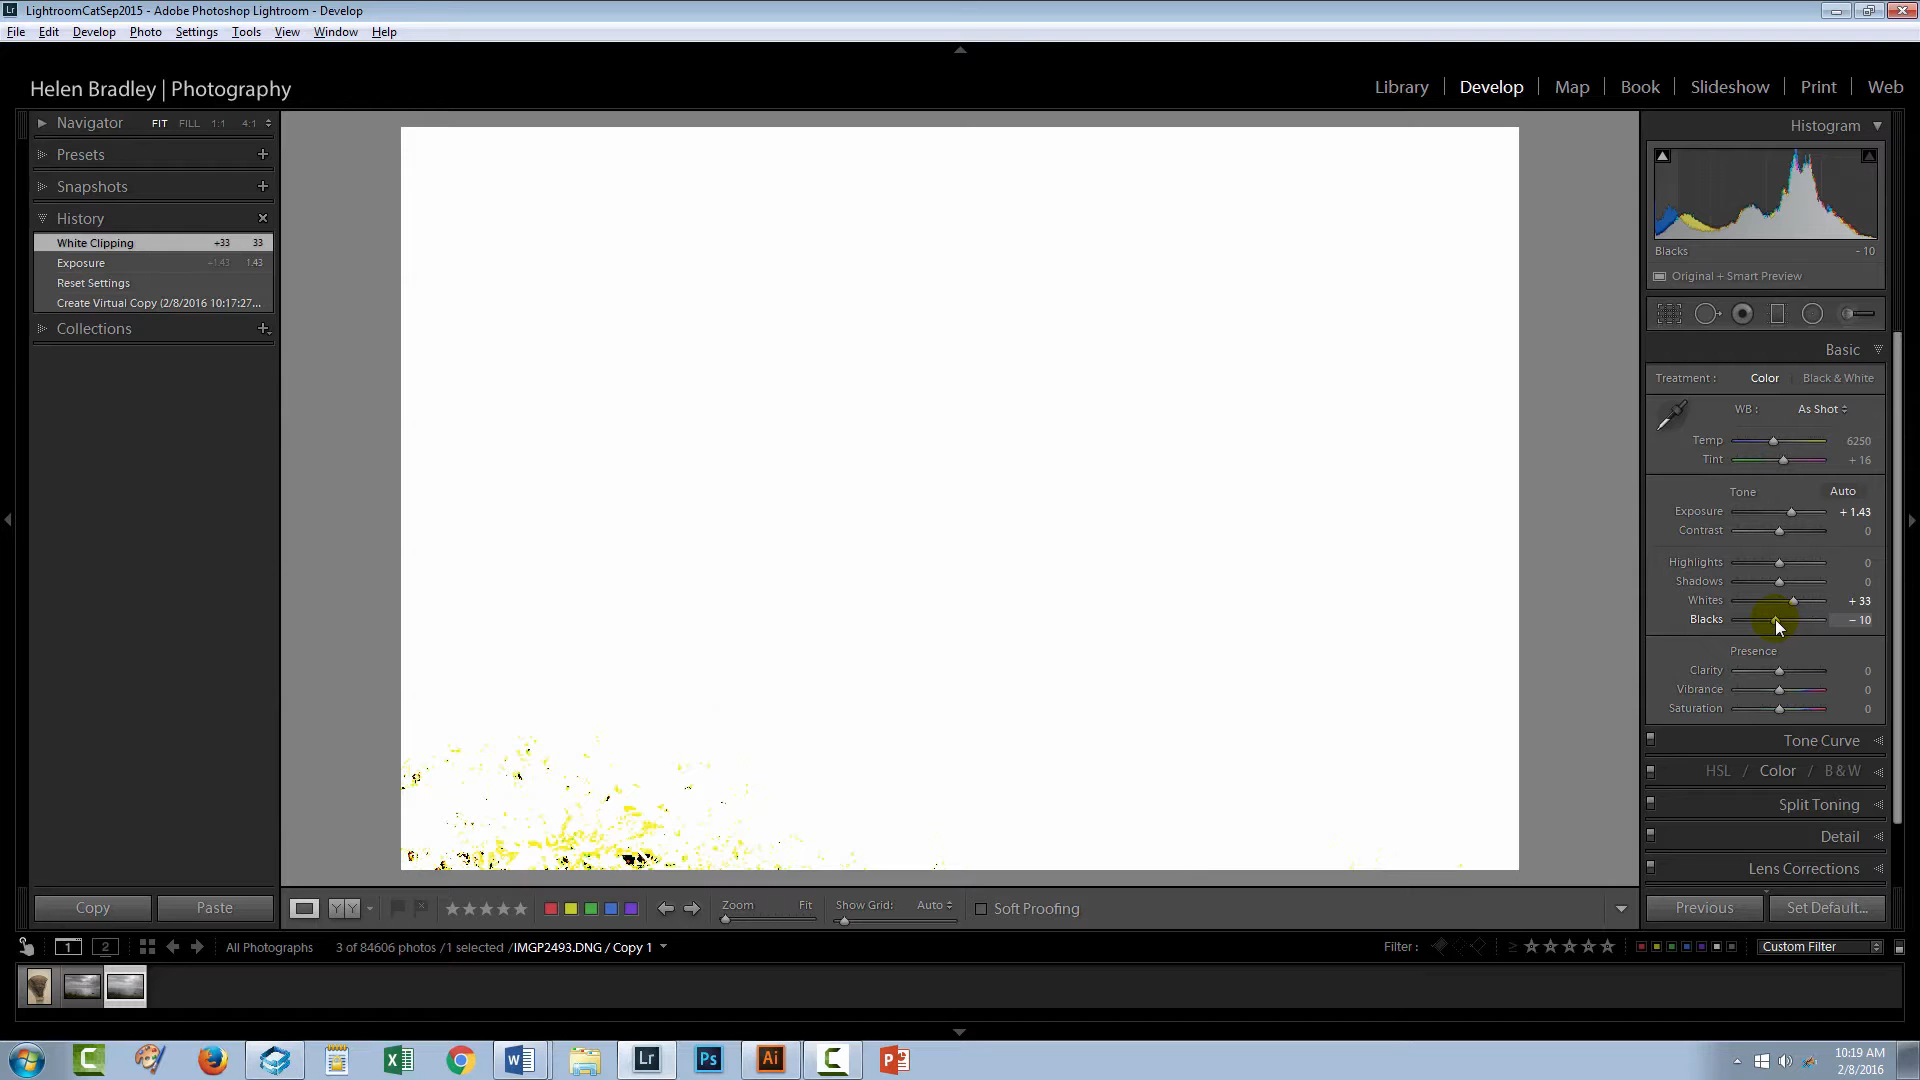 LightroomCatSep2015 - Adobe Photoshop Lightroom - Develop
File Edit Develop Photo Settings Tools View Window Help
Helen Bradley | Photography
Library Develop Map Book Slideshow Print Web
Navigator FIT FILL 1:1 4:1
Presets
Snapshots
History
White Clipping +33 33
Exposure +1.43 1.43
Reset Settings
Create Virtual Copy (2/8/2016 10:17:27...
Collections
Histogram
Blacks - 10
Original + Smart Preview
Basic
Treatment : Color Black & White
WB : As Shot
Temp 6250
Tint + 16
Tone Auto
Exposure + 1.43
Contrast 0
Highlights 0
Shadows 0
Whites + 33
Blacks - 10
Presence
Clarity 0
Vibrance 0
Saturation 0
Tone Curve
HSL / Color / B & W
Split Toning
Detail
Lens Corrections
Copy Paste
YY
Zoom Fit
Show Grid: Auto
Soft Proofing
Previous Set Default...
1 2
All Photographs 3 of 84606 photos / 1 selected / IMGP2493.DNG / Copy 1
Filter : ≥ Custom Filter
Lr Ps Ai
10:19 AM
2/8/2016